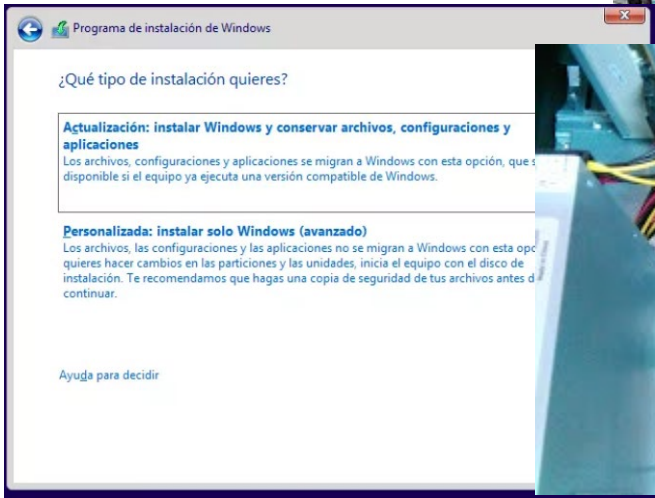 Programa de instalación de Windows
¿Qué tipo de instalación quieres?
Actualización: instalar Windows y conservar archivos, configuraciones y
aplicaciones
Los archivos, configuraciones y aplicaciones se migran a Windows con esta opción, que
disponible si el equipo ya ejecuta una versión compatible de Windows.
Personalizada: instalar solo Windows (avanzado)
Los archivos, las configuraciones y las aplicaciones no se migran a Windows con esta
quieres hacer cambios en las particiones y las unidades, inicia el equipo con el disco de
instalación. Te recomendamos que hagas una copia de seguridad de tus archivos antes
continuar.
Ayuda para decidir